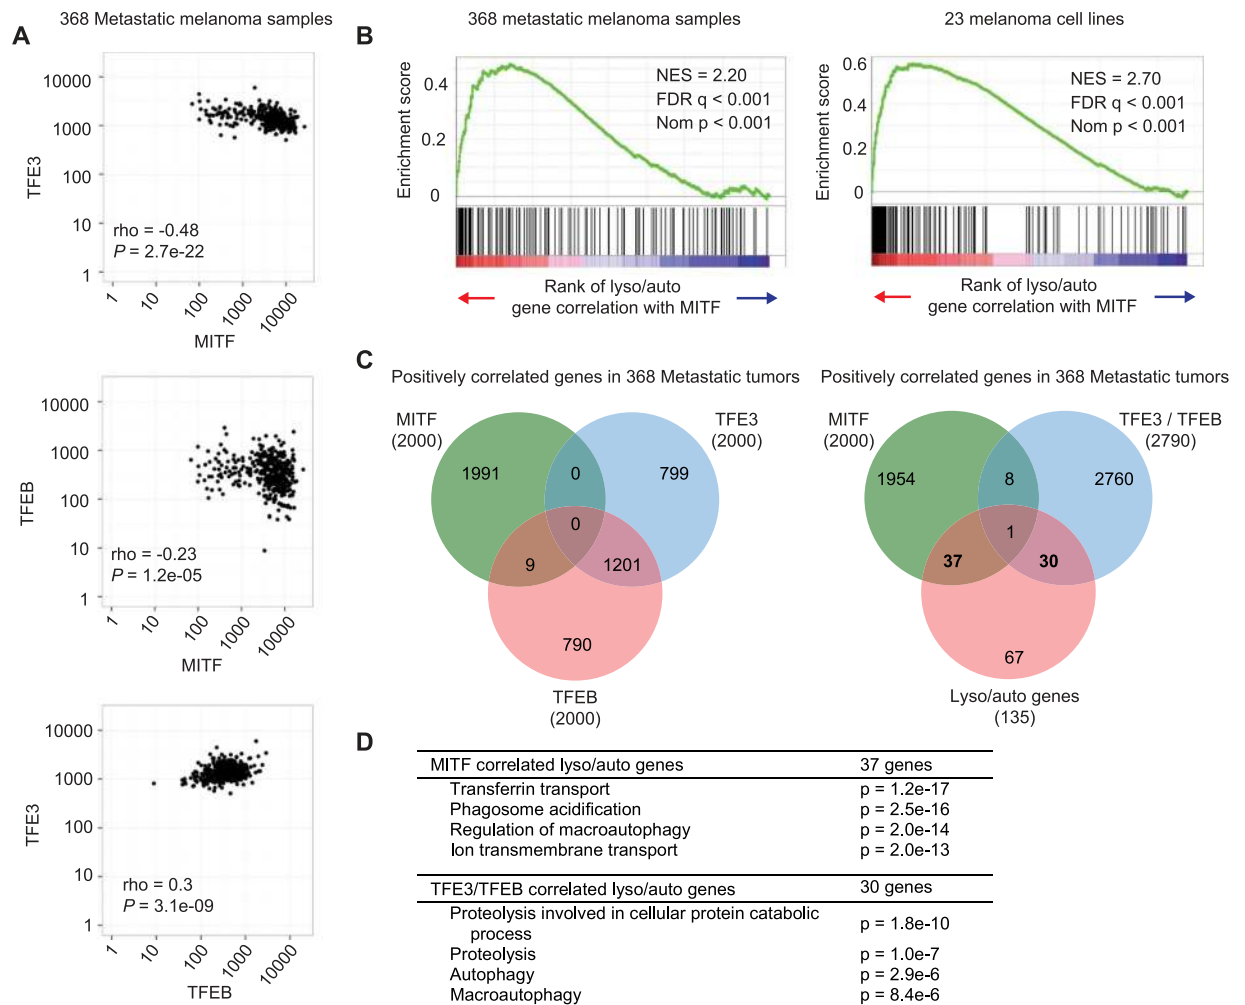 368 Metastatic melanoma samples
A
10000
1000
100
10
1
TFE3
rho = -0.48
P = 2.7e-22
1
10
100
1000
10000
MITF
10000
1000
100
10
1
TFEB
rho = -0.23
P = 1.2e-05
1
10
100
1000
10000
MITF
10000
1000
100
10
1
TFE3
rho = 0.3
P = 3.1e-09
1
10
100
1000
10000
TFEB
B
368 metastatic melanoma samples
Enrichment score
0.4
0.2
0
NES = 2.20
FDR q < 0.001
Nom p < 0.001
Rank of lyso/auto
gene correlation with MITF
23 melanoma cell lines
Enrichment score
0.6
0.4
0.2
0
NES = 2.70
FDR q < 0.001
Nom p < 0.001
Rank of lyso/auto
gene correlation with MITF
C
Positively correlated genes in 368 Metastatic tumors
MITF
(2000)
TFE3
(2000)
1991
0
799
0
9
1201
790
TFEB
(2000)
Positively correlated genes in 368 Metastatic tumors
MITF
(2000)
TFE3 / TFEB
(2790)
1954
8
2760
1
37
30
67
Lyso/auto genes
(135)
D
MITF correlated lyso/auto genes 37 genes
Transferrin transport p = 1.2e-17
Phagosome acidification p = 2.5e-16
Regulation of macroautophagy p = 2.0e-14
Ion transmembrane transport p = 2.0e-13
TFE3/TFEB correlated lyso/auto genes 30 genes
Proteolysis involved in cellular protein catabolic
process p = 1.8e-10
Proteolysis p = 1.0e-7
Autophagy p = 2.9e-6
Macroautophagy p = 8.4e-6